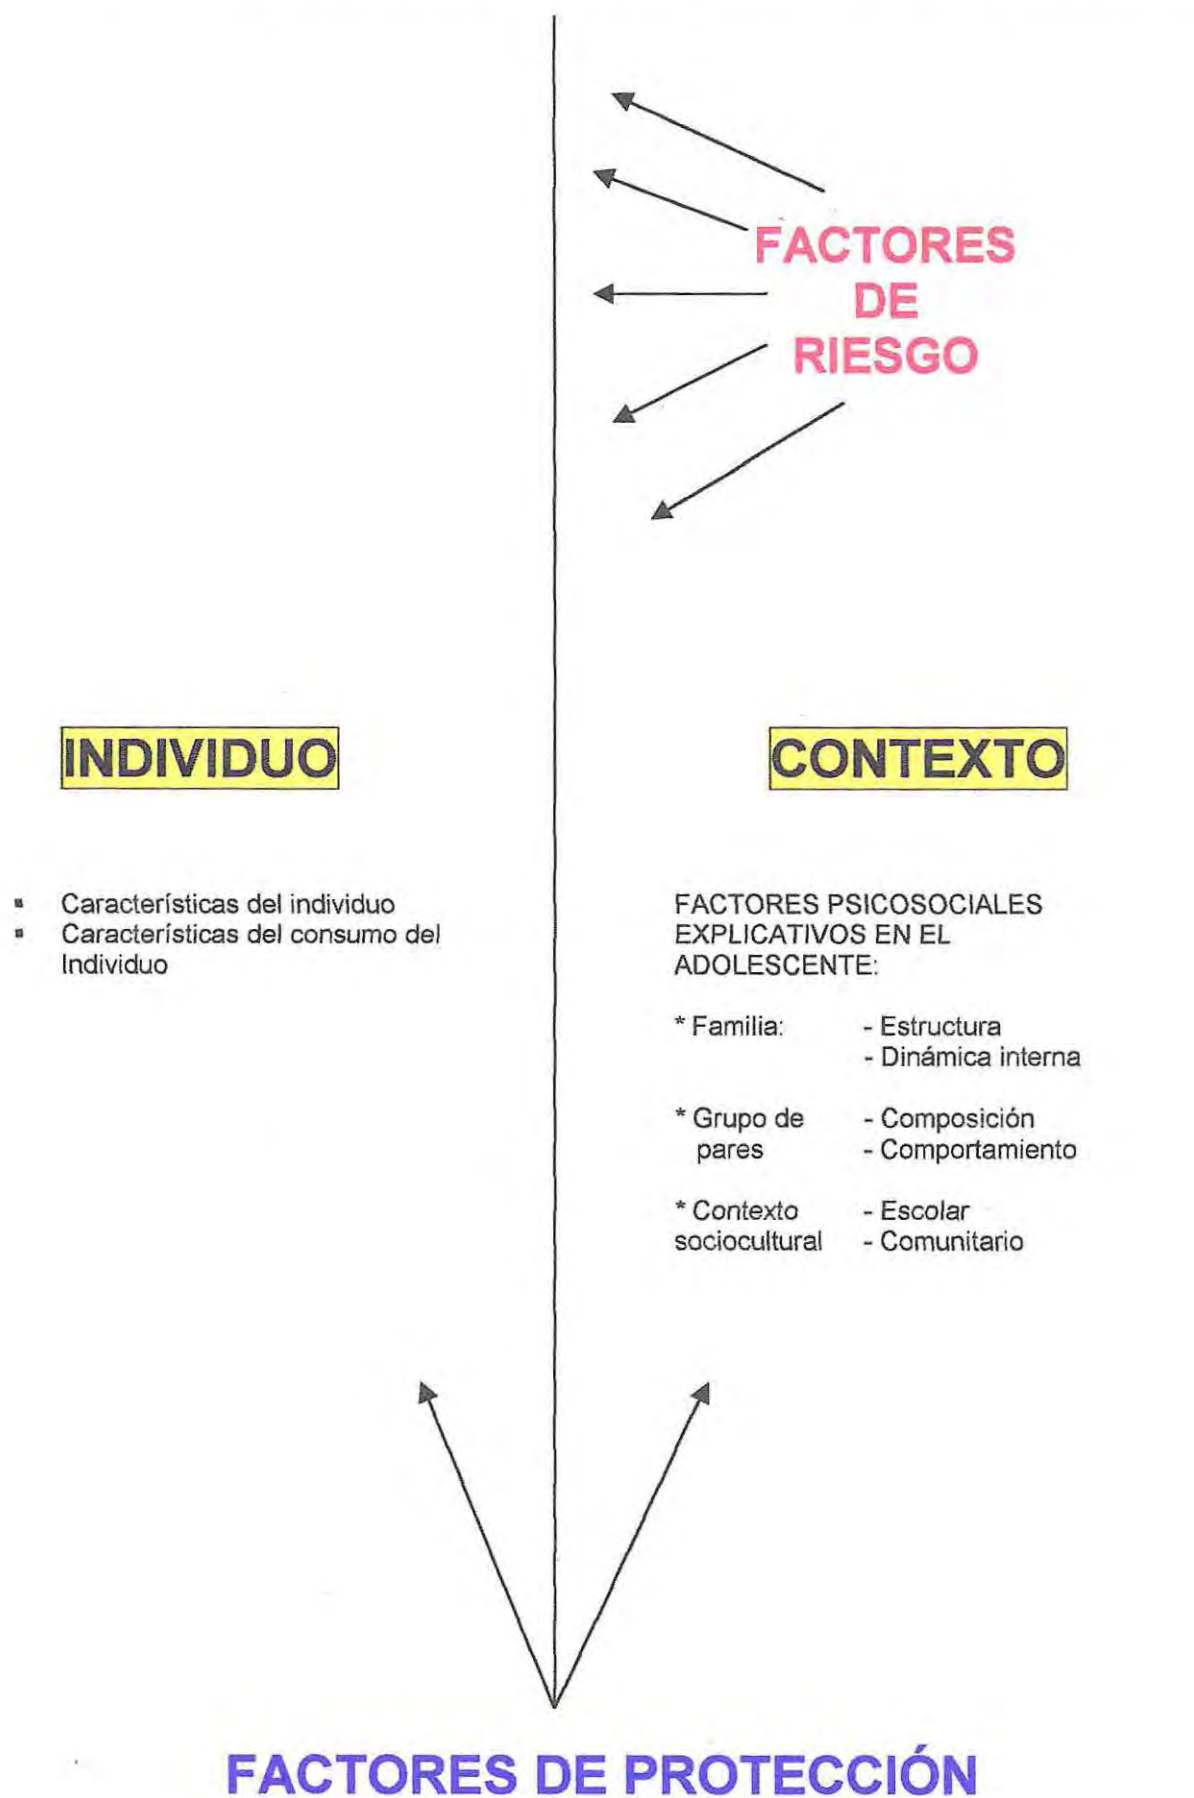 FACTORES
DE
RIESGO
INDIVIDUO
▪ Características del individuo
▪ Características del consumo del
Individuo
CONTEXTO
FACTORES PSICOSOCIALES
EXPLICATIVOS EN EL
ADOLESCENTE:
* Familia: - Estructura
- Dinámica interna
* Grupo de - Composición
pares - Comportamiento
* Contexto - Escolar
sociocultural - Comunitario
FACTORES DE PROTECCIÓN